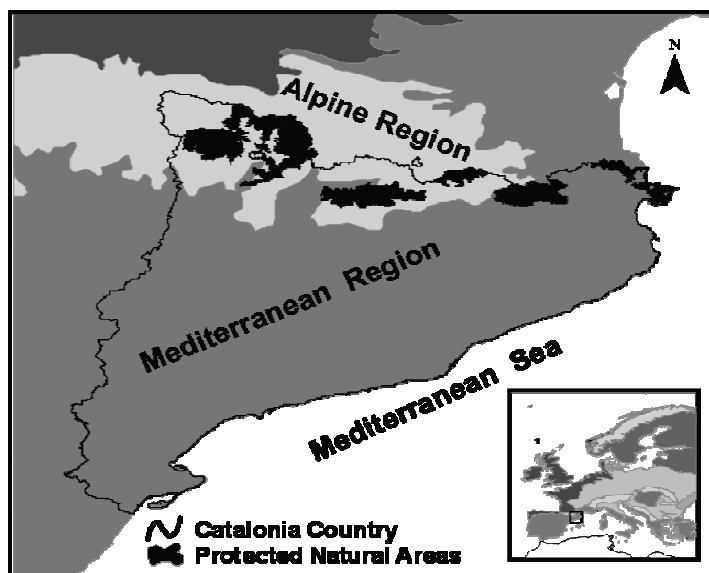 N
Alpine Region
Mediterranean Region
Mediterranean Sea
Catalonia Country
Protected Natural Areas